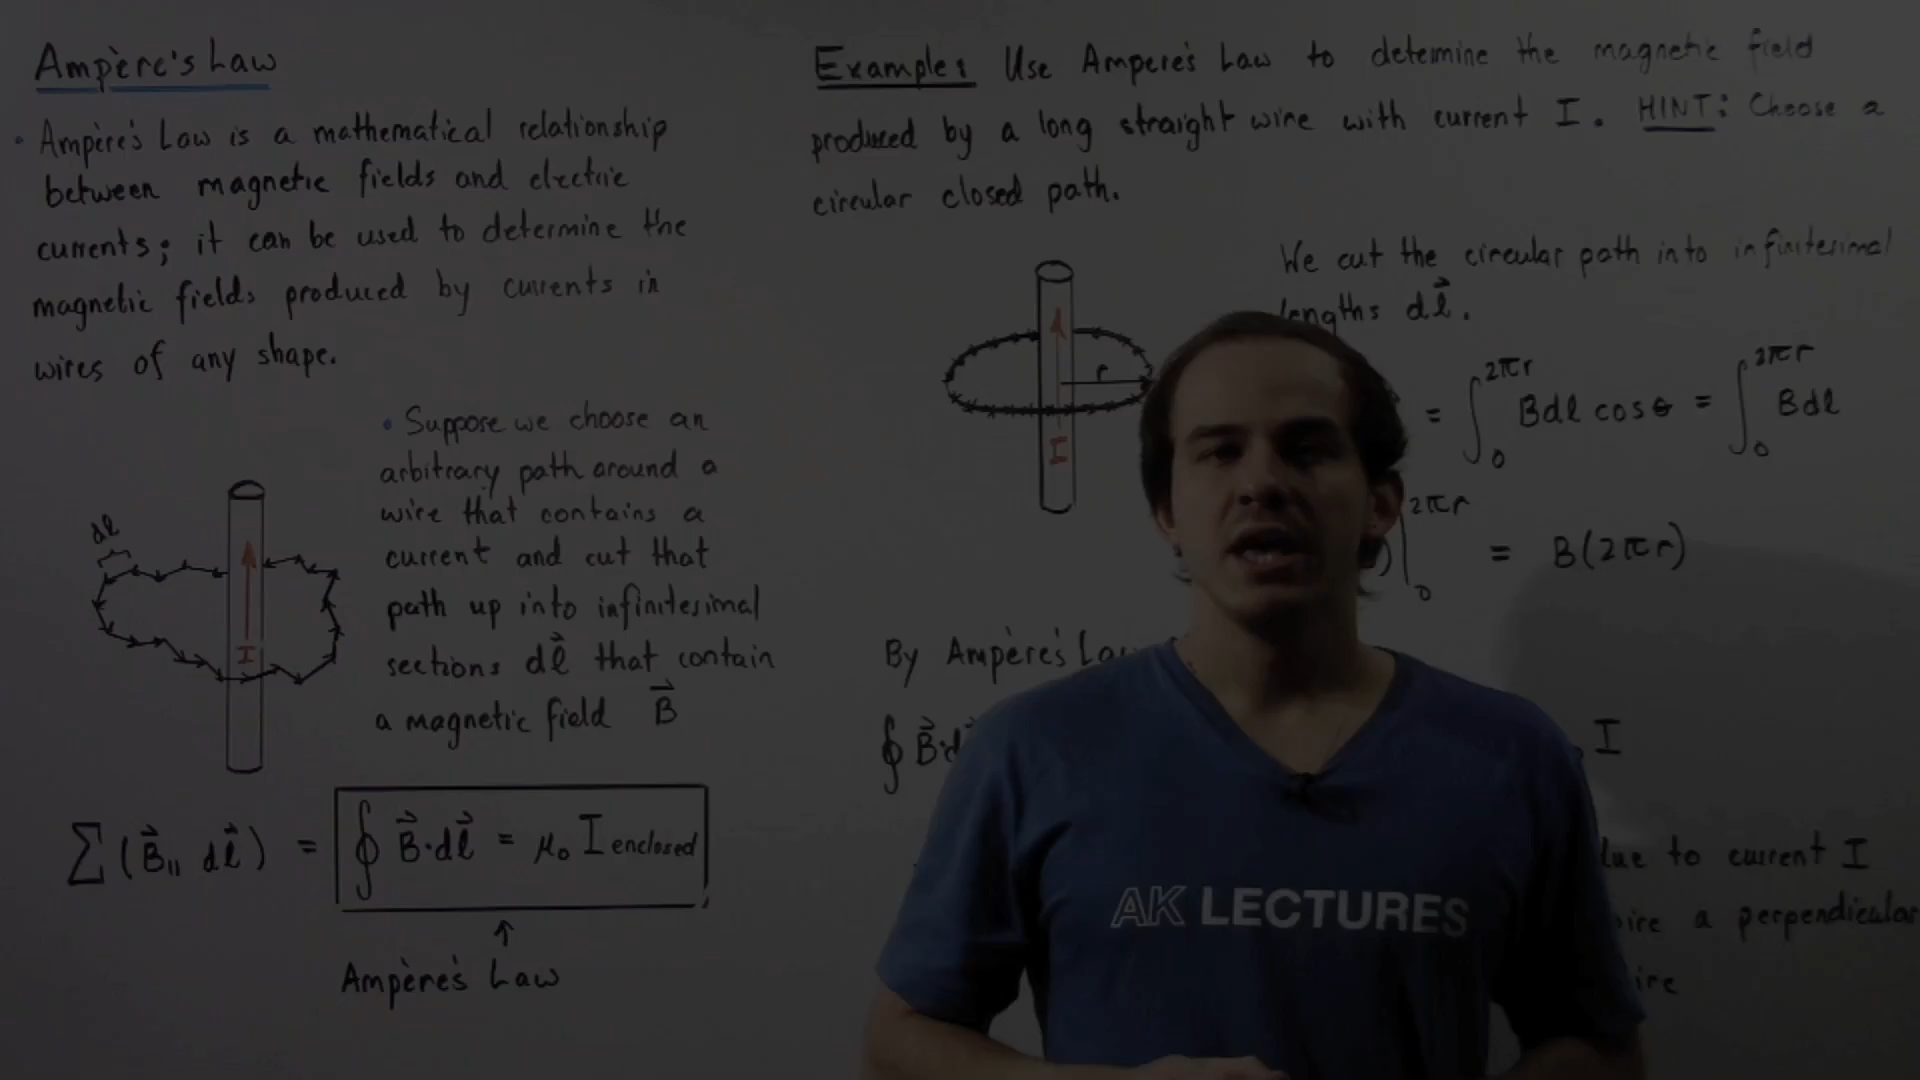 Ampère's Law
• Ampère's Law is a mathematical relationship
between magnetic fields and electric
currents; it can be used to determine the
magnetic fields produced by currents in
wires of any shape.
• Suppose we choose an
arbitrary path around a
wire that contains a
current and cut that
path up into infinitesimal
sections dl⃗ that contain
a magnetic field B⃗
dl
I
∑(B⃗∥ dl⃗) = ∮ B⃗·dl⃗ = μ₀ I enclosed
↑
Ampère's Law
Example: Use Ampere's Law to determine the magnetic field
produced by a long straight wire with current I. HINT: Choose a
circular closed path.
We cut the circular path into infinitesimal
lengths dl⃗.
r
I
= ∫₀^2πr Bdl cosθ = ∫₀^2πr Bdl
)|₀^2πr = B(2πr)
By Ampère's Law
∮ B⃗·dl⃗
I
due to current I
a perpendicular
AK LECTURES